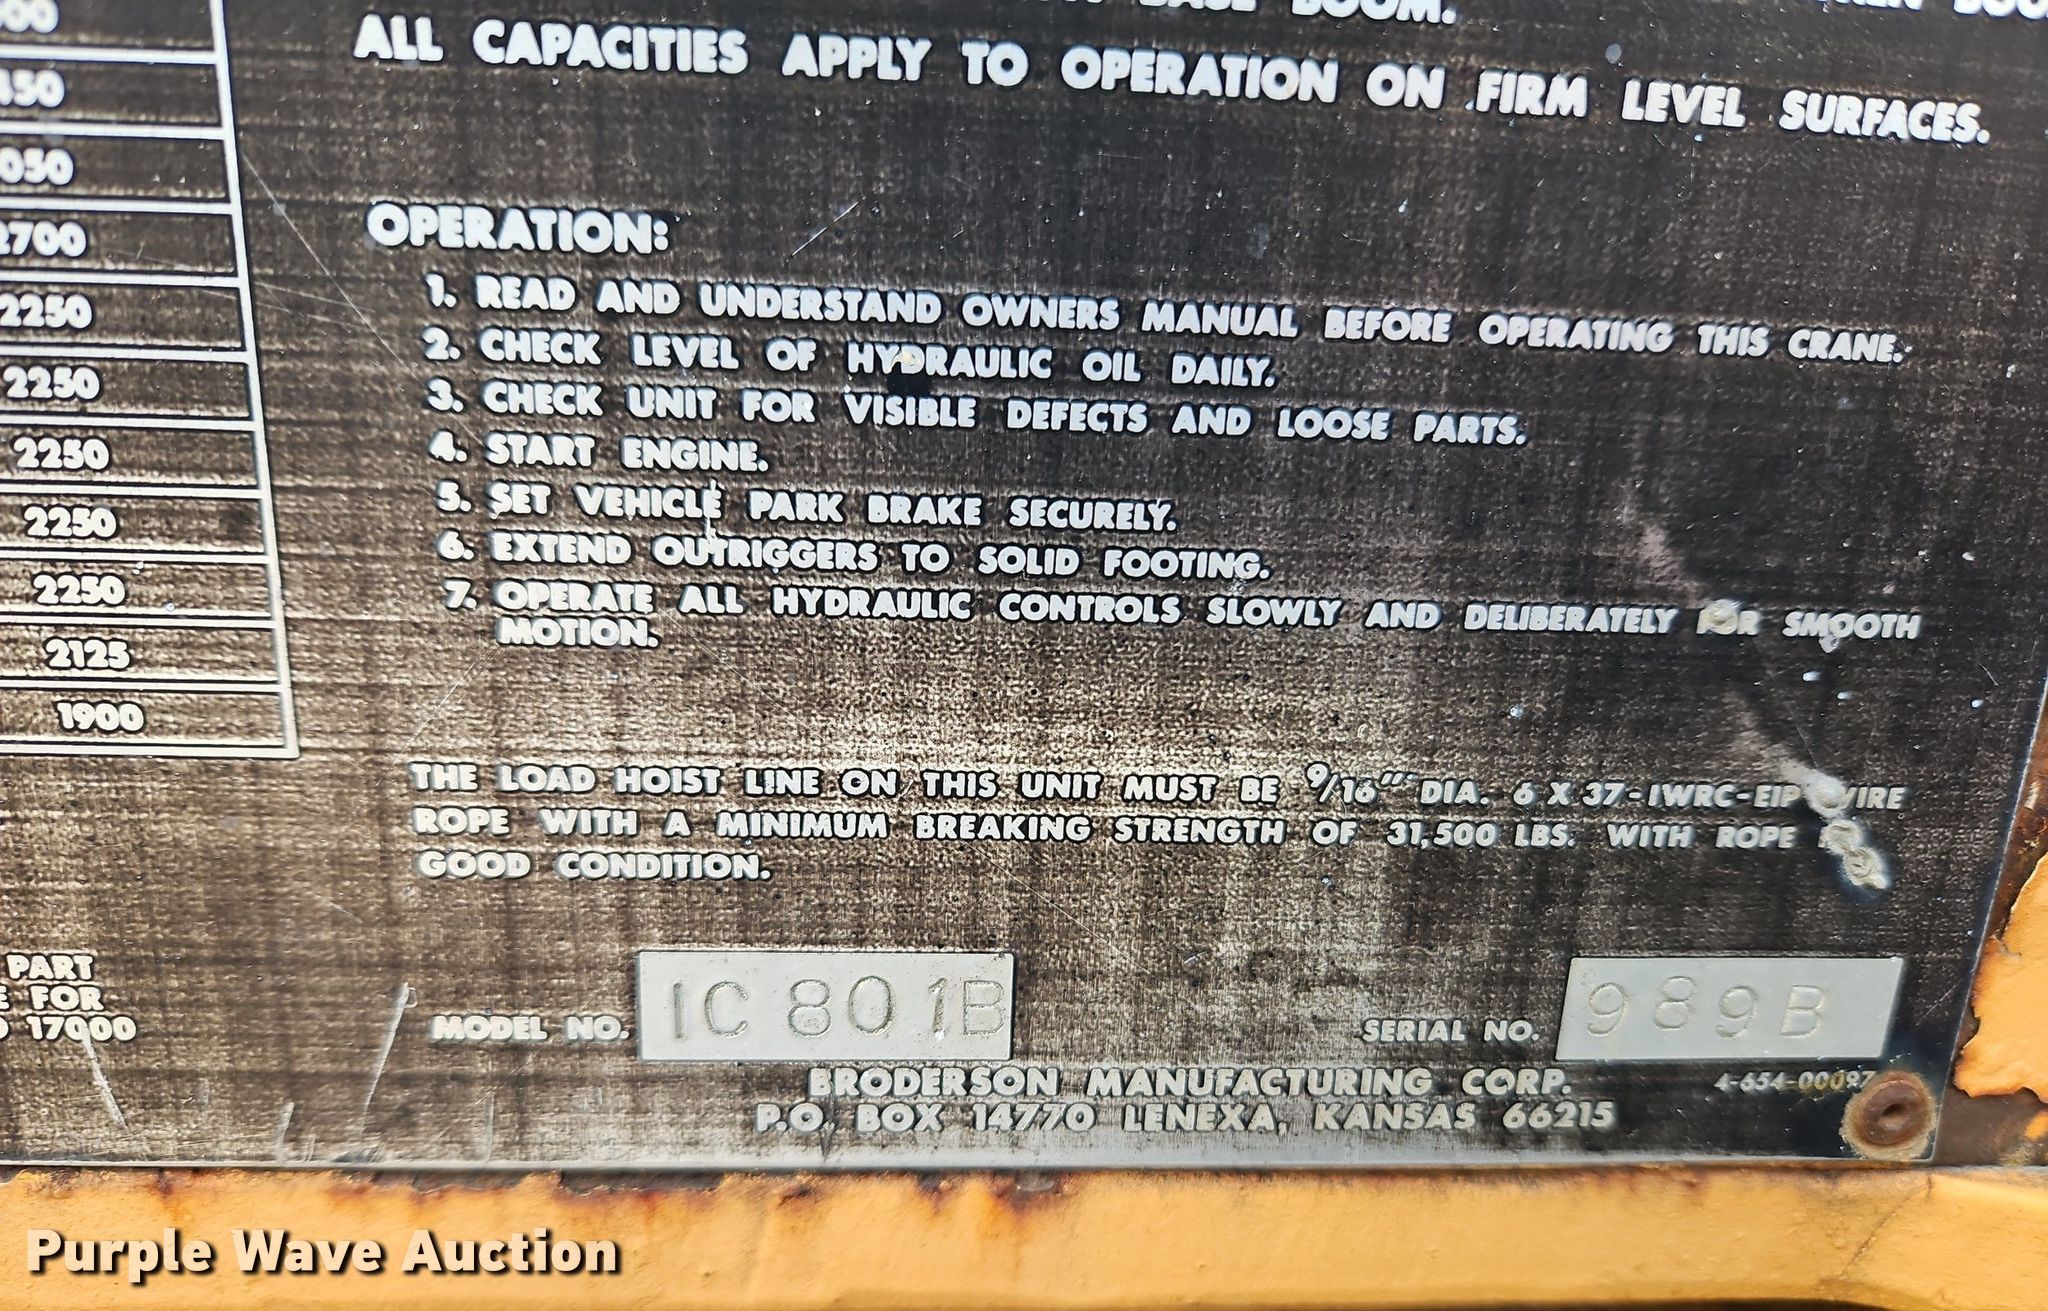 BASE BOOM.
ALL CAPACITIES APPLY TO OPERATION ON FIRM LEVEL SURFACES.
2250
2250
2250
2250
2250
2125
1900
OPERATION:
1. READ AND UNDERSTAND OWNERS MANUAL BEFORE OPERATING THIS CRANE.
2. CHECK LEVEL OF HYDRAULIC OIL DAILY.
3. CHECK UNIT FOR VISIBLE DEFECTS AND LOOSE PARTS.
4. START ENGINE.
5. SET VEHICLE PARK BRAKE SECURELY.
6. EXTEND OUTRIGGERS TO SOLID FOOTING.
7. OPERATE ALL HYDRAULIC CONTROLS SLOWLY AND DELIBERATELY FOR SMOOTH
MOTION.
THE LOAD HOIST LINE ON THIS UNIT MUST BE 9/16" DIA. 6 X 37-IWRC-EIP WIRE
ROPE WITH A MINIMUM BREAKING STRENGTH OF 31,500 LBS. WITH ROPE
GOOD CONDITION.
PART
FOR
17000
MODEL NO. IC 801B
SERIAL NO. 989B
BRODERSON MANUFACTURING CORP.
4-654-00097
P.O. BOX 14770 LENEXA, KANSAS 66215
Purple Wave Auction